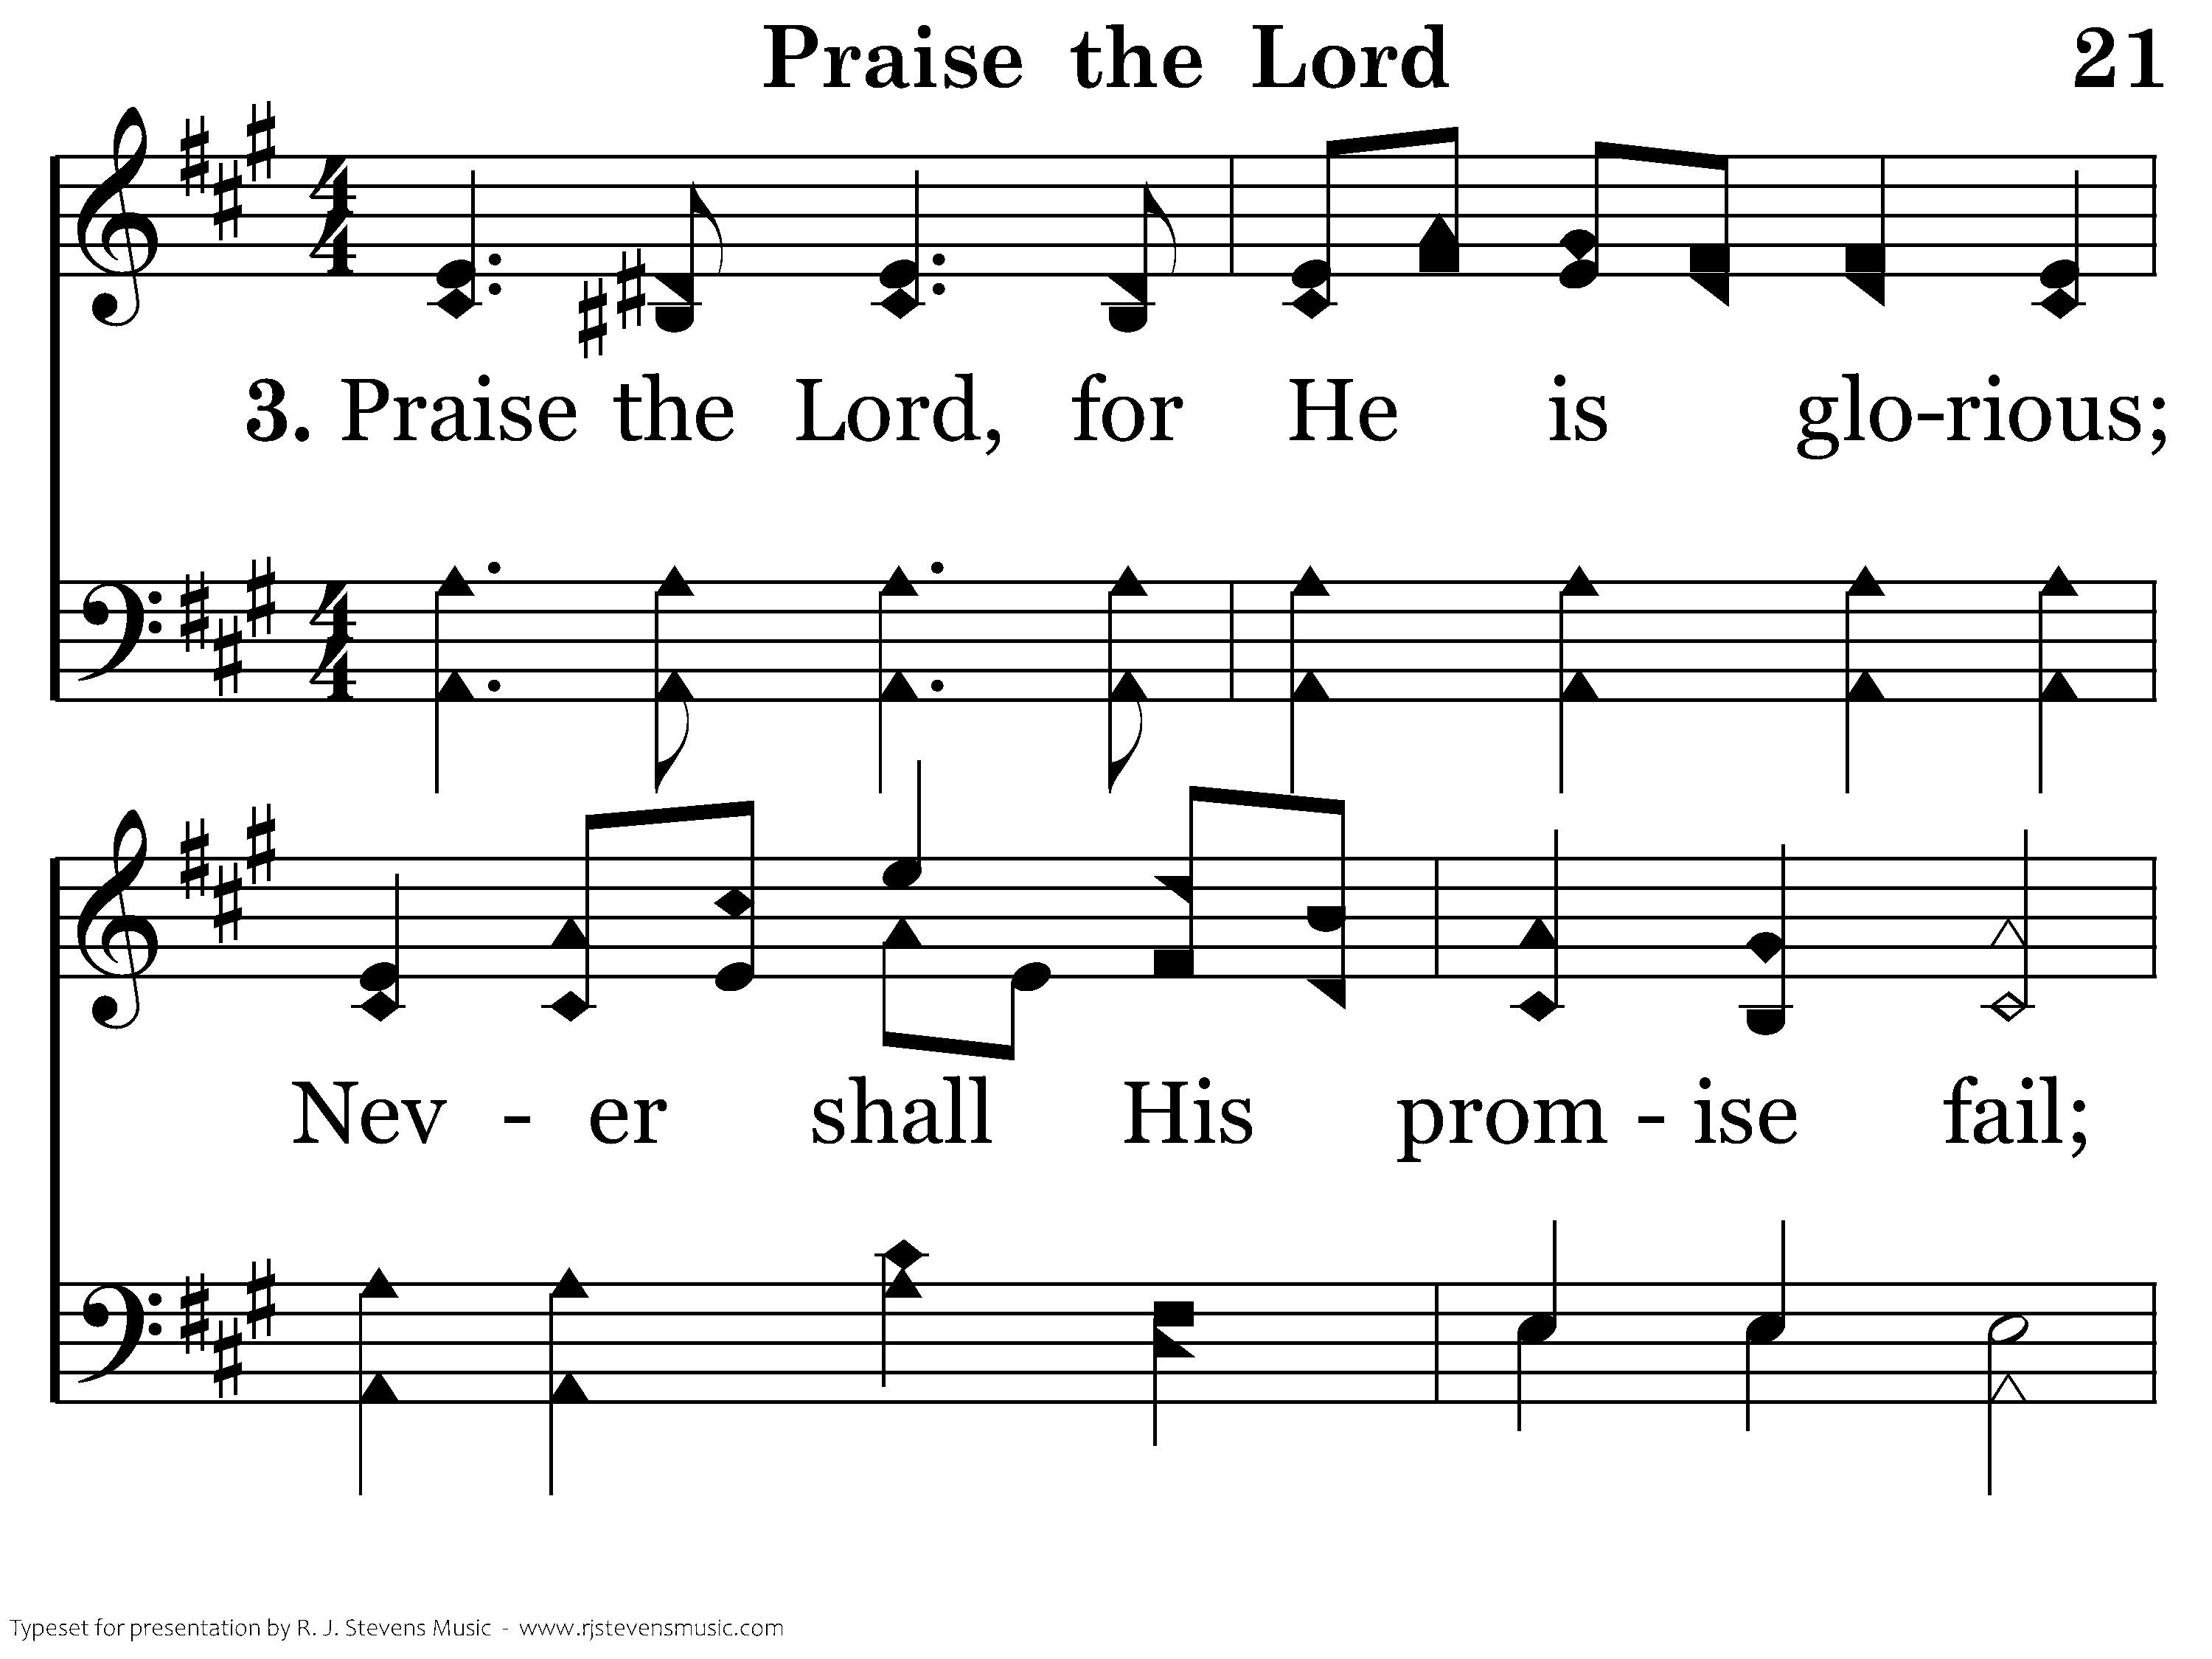 Praise the Lord 21
3. Praise the Lord, for He is glo-rious;
Nev - er shall His prom - ise fail;
Typeset for presentation by R. J. Stevens Music - www.rjstevensmusic.com